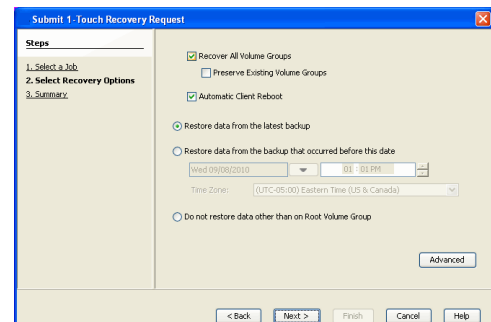 Submit 1-Touch Recovery Request
Steps
1. Select a Job
2. Select Recovery Options
3. Summary
Recover All Volume Groups
Preserve Existing Volume Groups
Automatic Client Reboot
Restore data from the latest backup
Restore data from the backup that occurred before this date
Wed 09/08/2010 01 : 01 PM
Time Zone: (UTC-05:00) Eastern Time (US & Canada)
Do not restore data other than on Root Volume Group
Advanced
< Back Next > Finish Cancel Help